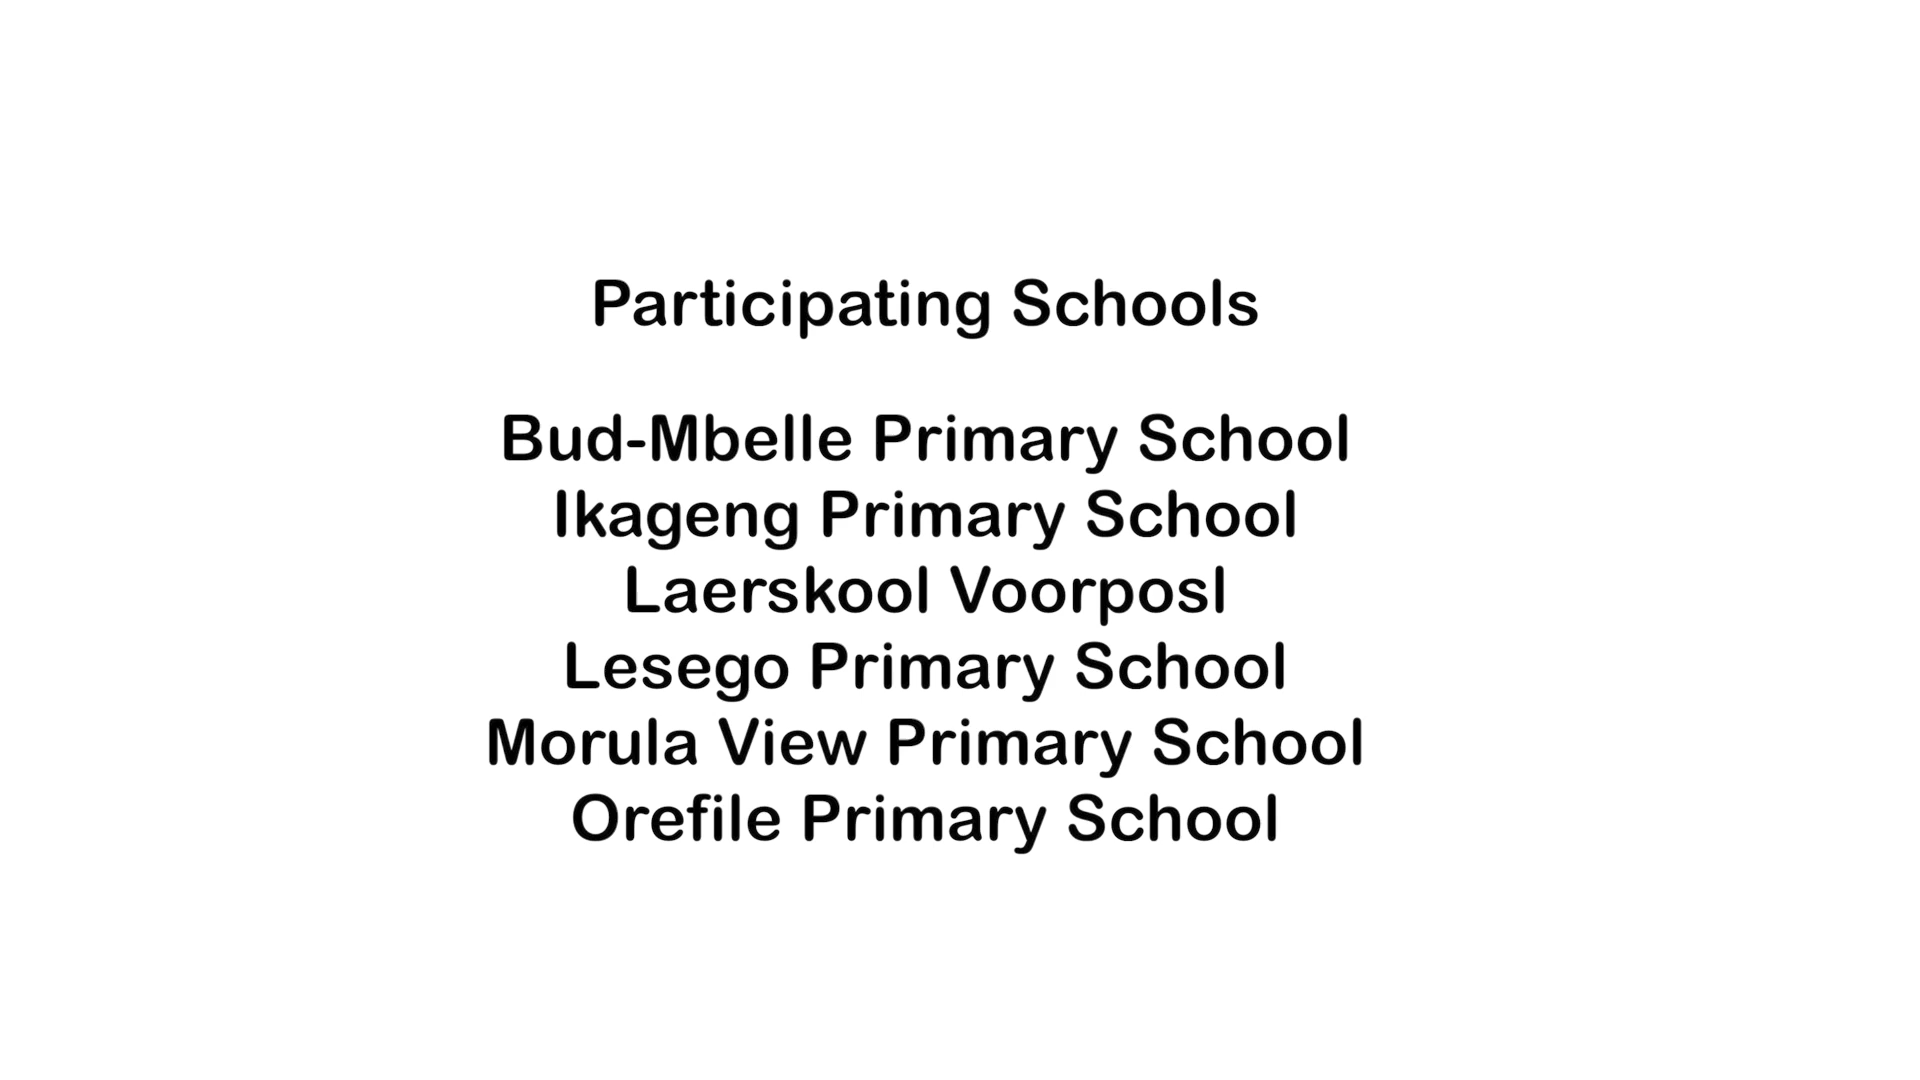 Participating Schools
Bud-Mbelle Primary School
Ikageng Primary School
Laerskool Voorposl
Lesego Primary School
Morula View Primary School
Orefile Primary School